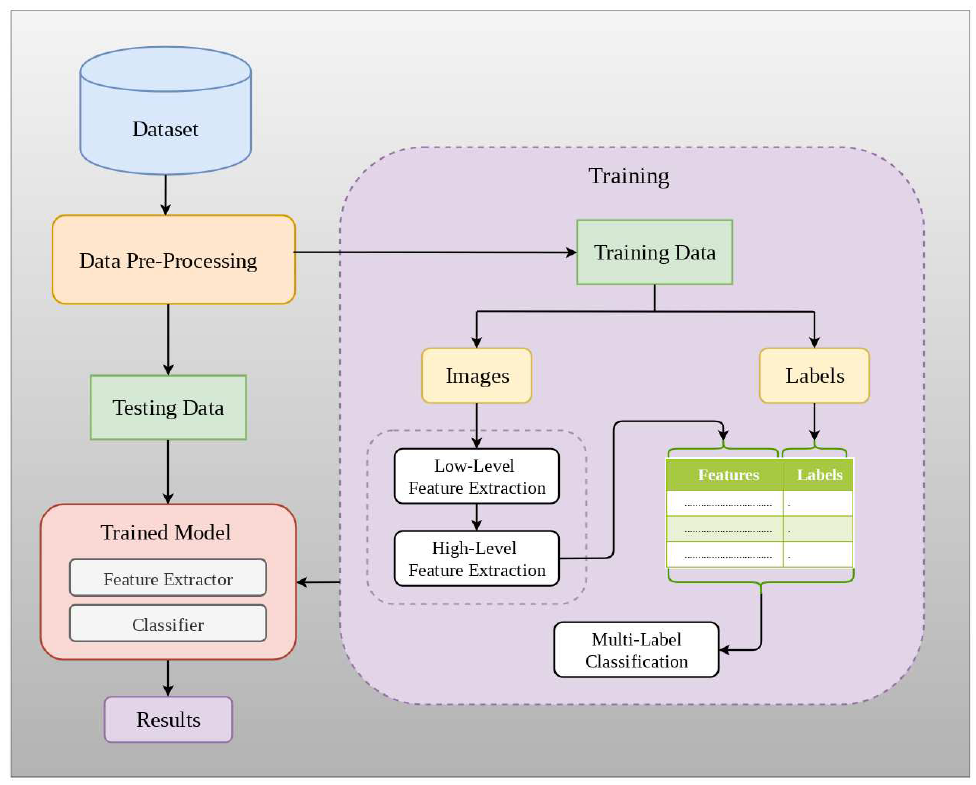 Dataset
Data Pre-Processing
Testing Data
Trained Model
Feature Extractor
Classifier
Results
Training
Training Data
Images
Labels
Low-Level
Feature Extraction
High-Level
Feature Extraction
Features Labels
................................ .
................................ .
................................ .
Multi-Label
Classification